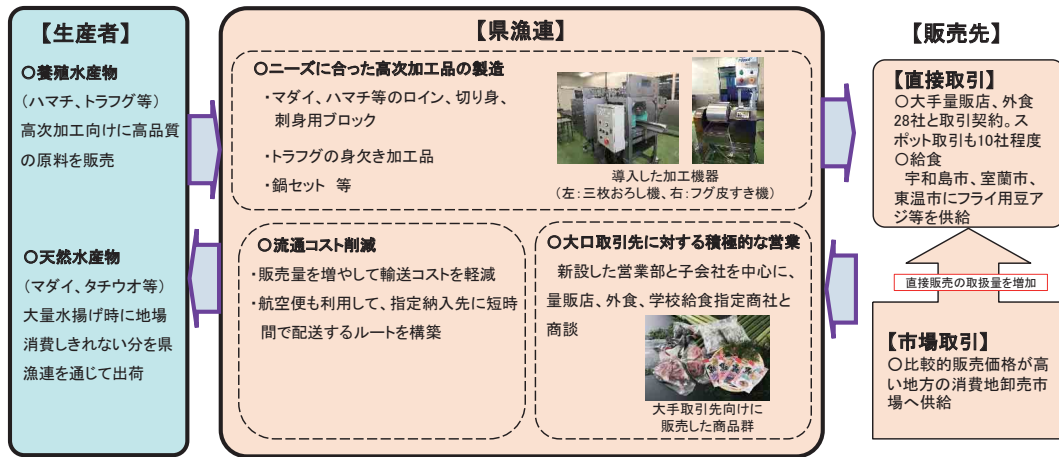 【生産者】
○養殖水産物
（ハマチ、トラフグ等）
高次加工向けに高品質
の原料を販売
○天然水産物
（マダイ、タチウオ等）
大量水揚げ時に地場
消費しきれない分を県
漁連を通じて出荷
【県漁連】
○ニーズに合った高次加工品の製造
・マダイ、ハマチ等のロイン、切り身、
刺身用ブロック
・トラフグの身欠き加工品
・鍋セット 等
導入した加工機器
（左：三枚おろし機、右：フグ皮すき機）
○流通コスト削減
・販売量を増やして輸送コストを軽減
・航空便も利用して、指定納入先に短時
間で配送するルートを構築
○大口取引先に対する積極的な営業
新設した営業部と子会社を中心に、
量販店、外食、学校給食指定商社と
商談
大手取引先向けに
販売した商品群
【販売先】
【直接取引】
○大手量販店、外食
28社と取引契約。ス
ポット取引も10社程度
○給食
宇和島市、室蘭市、
東温市にフライ用豆ア
ジ等を供給
直接販売の取扱量を増加
【市場取引】
○比較的販売価格が高
い地方の消費地卸売市
場へ供給